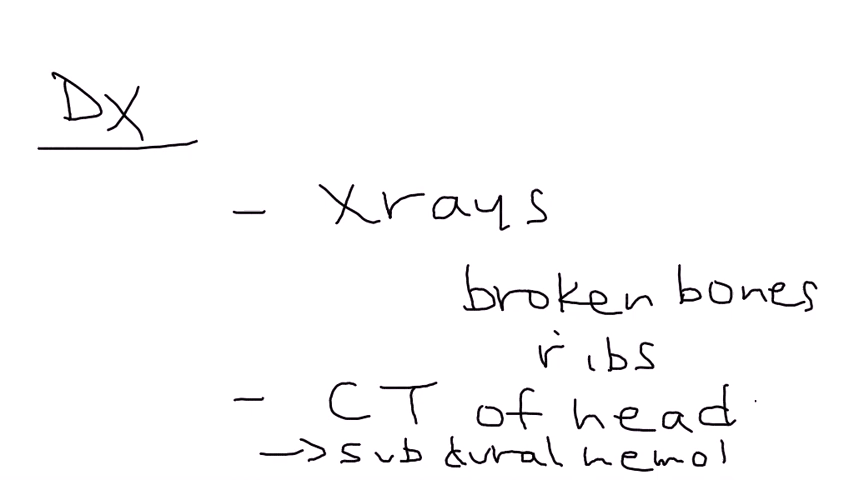 Dx
- Xrays
broken bones
ribs
- CT of head
→ subdural hemo